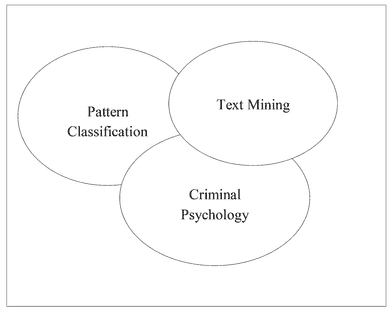 Pattern
Classification
Text Mining
Criminal
Psychology